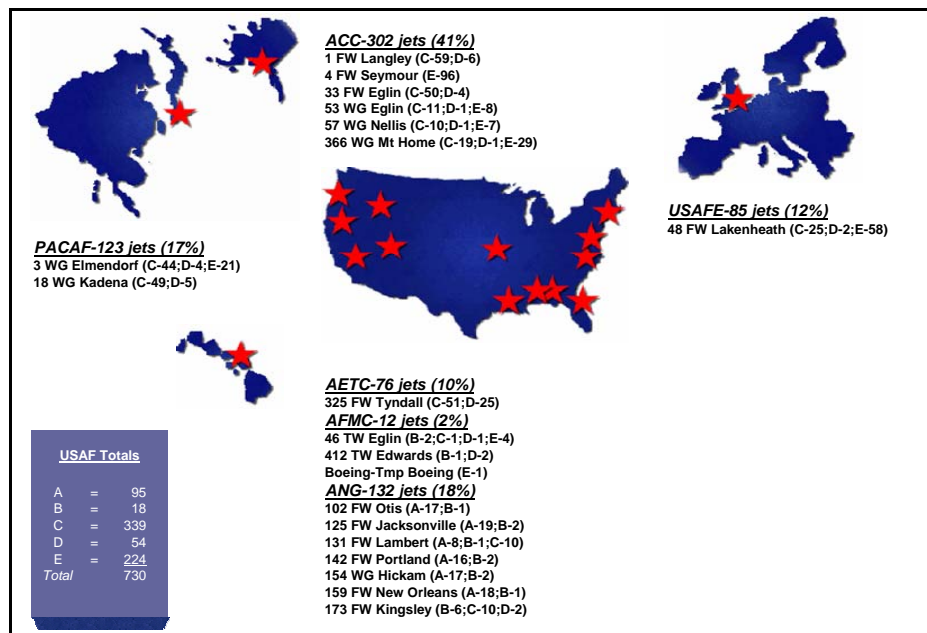 ACC-302 jets (41%)
1 FW Langley (C-59;D-6)
4 FW Seymour (E-96)
33 FW Eglin (C-50;D-4)
53 WG Eglin (C-11;D-1;E-8)
57 WG Nellis (C-10;D-1;E-7)
366 WG Mt Home (C-19;D-1;E-29)
USAFE-85 jets (12%)
48 FW Lakenheath (C-25;D-2;E-58)
PACAF-123 jets (17%)
3 WG Elmendorf (C-44;D-4;E-21)
18 WG Kadena (C-49;D-5)
AETC-76 jets (10%)
325 FW Tyndall (C-51;D-25)
AFMC-12 jets (2%)
46 TW Eglin (B-2;C-1;D-1;E-4)
412 TW Edwards (B-1;D-2)
Boeing-Tmp Boeing (E-1)
ANG-132 jets (18%)
102 FW Otis (A-17;B-1)
125 FW Jacksonville (A-19;B-2)
131 FW Lambert (A-8;B-1;C-10)
142 FW Portland (A-16;B-2)
154 WG Hickam (A-17;B-2)
159 FW New Orleans (A-18;B-1)
173 FW Kingsley (B-6;C-10;D-2)
USAF Totals
A = 95
B = 18
C = 339
D = 54
E = 224
Total 730